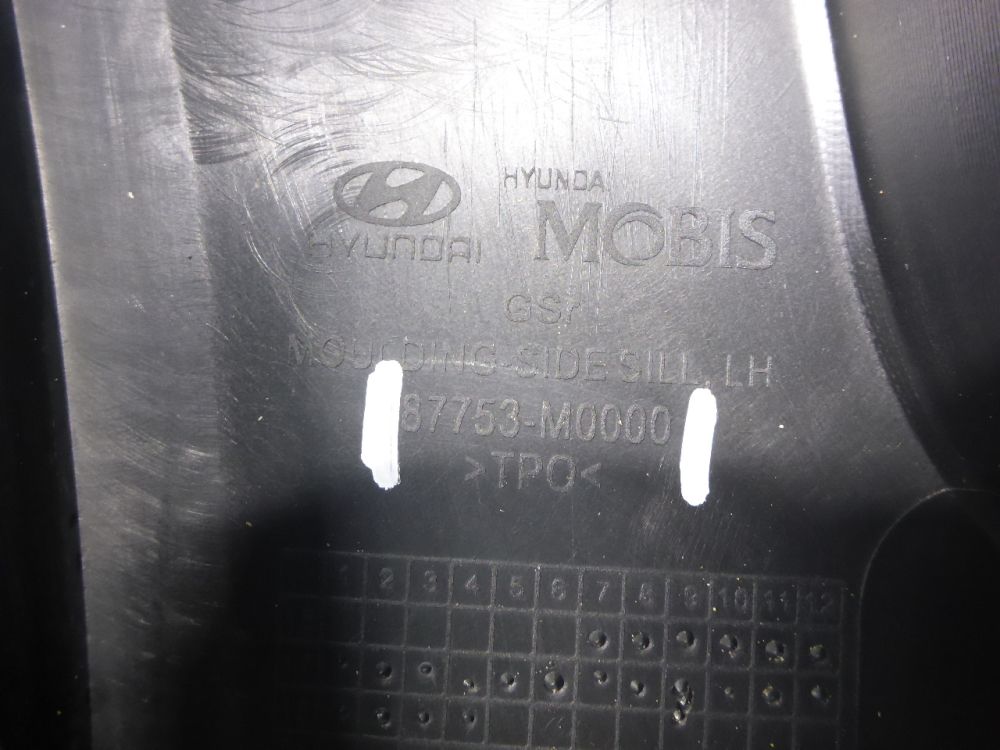 HYUNDAI
HYUNDAI
MOBIS
GSr
MOULDING-SIDE SILL, LH
87753-M0000
>TPO<
1 2 3 4 5 6 7 8 9 10 11 12